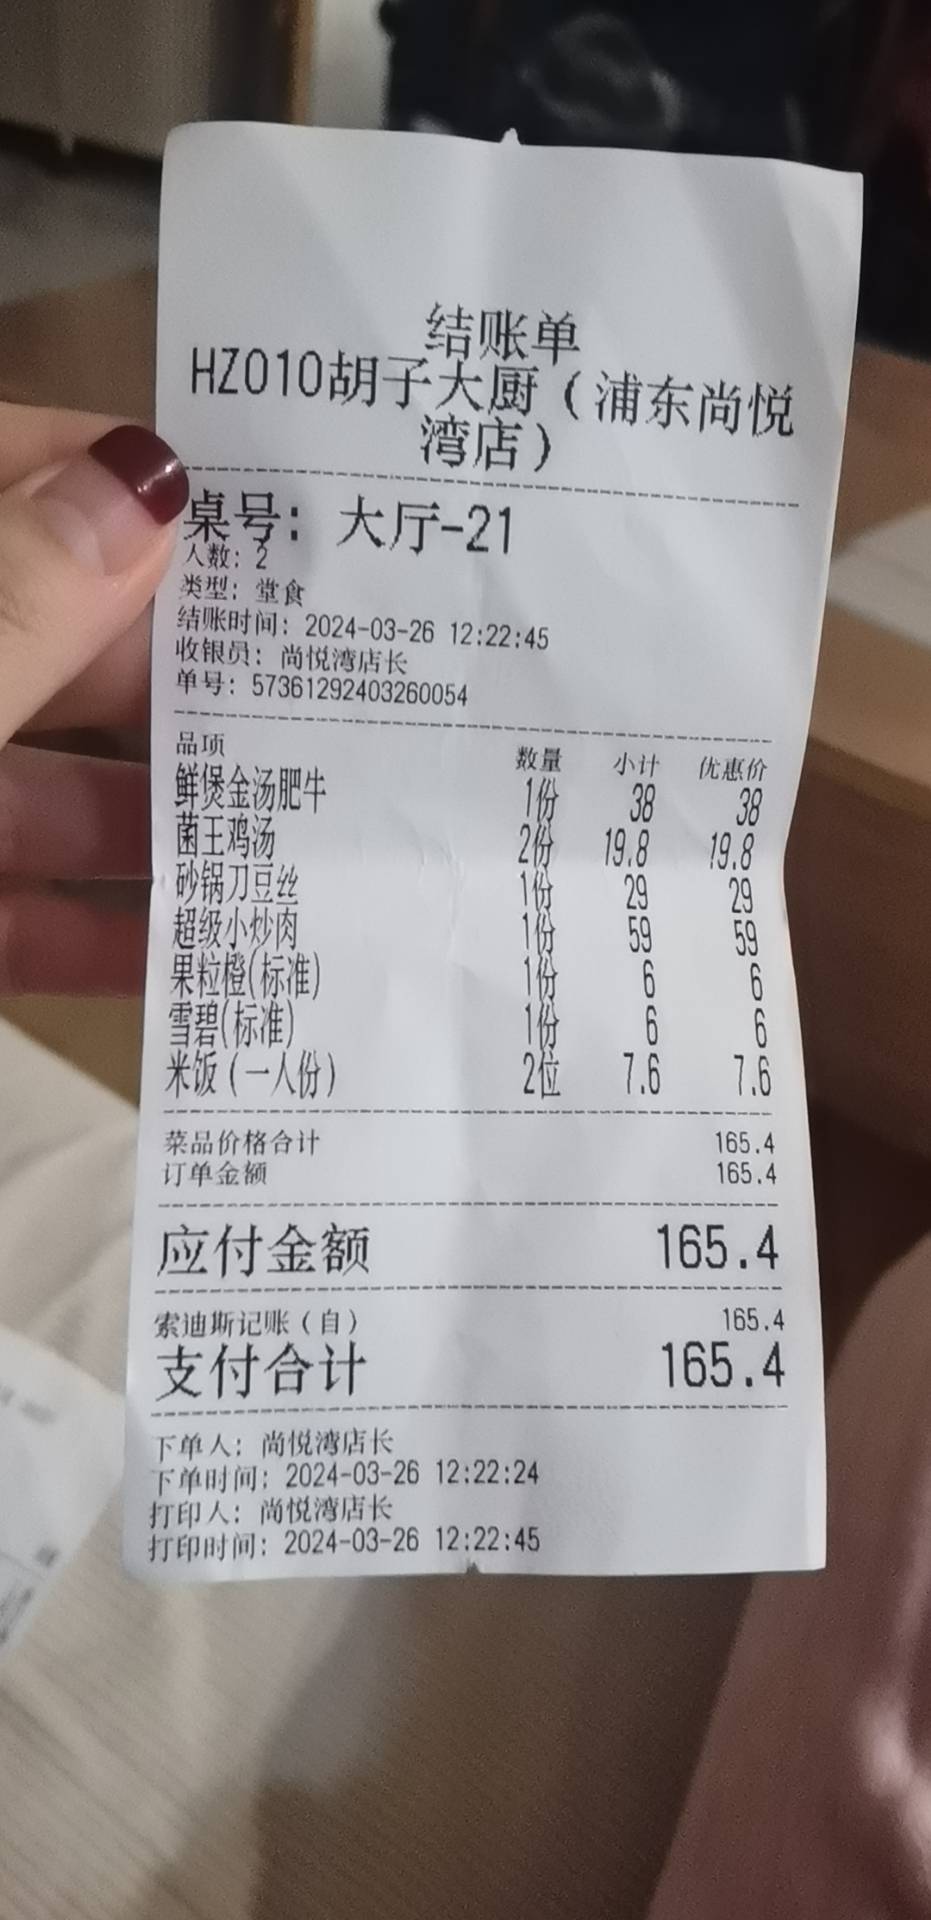 结账单
HZ010胡子大厨（浦东尚悦
湾店）
桌号：大厅-21
人数：2
类型：堂食
结账时间：2024-03-26 12:22:45
收银员：尚悦湾店长
单号：57361292403260054
品项 数量 小计 优惠价
鲜煲金汤肥牛 1份 38 38
菌王鸡汤 2份 19.8 19.8
砂锅刀豆丝 1份 29 29
超级小炒肉 1份 59 59
果粒橙(标准) 1份 6 6
雪碧(标准) 1份 6 6
米饭（一人份） 2位 7.6 7.6
菜品价格合计 165.4
订单金额 165.4
应付金额 165.4
索迪斯记账（自） 165.4
支付合计 165.4
下单人：尚悦湾店长
下单时间：2024-03-26 12:22:24
打印人：尚悦湾店长
打印时间：2024-03-26 12:22:45